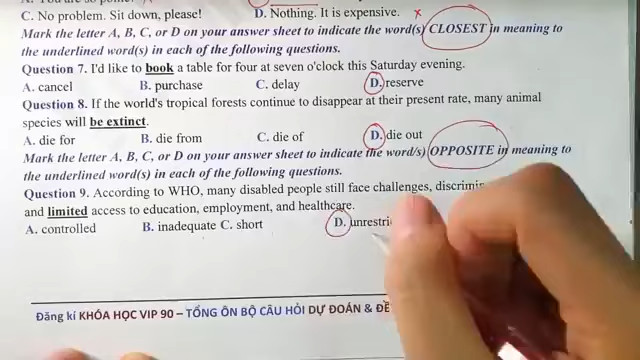 C. No problem. Sit down, please! D. Nothing. It is expensive.
Mark the letter A, B, C, or D on your answer sheet to indicate the word(s) CLOSEST in meaning to
the underlined word(s) in each of the following questions.
Question 7. I'd like to book a table for four at seven o'clock this Saturday evening.
A. cancel B. purchase C. delay D. reserve
Question 8. If the world's tropical forests continue to disappear at their present rate, many animal
species will be extinct.
A. die for B. die from C. die of D. die out
Mark the letter A, B, C, or D on your answer sheet to indicate the word/s) OPPOSITE in meaning to
the underlined word(s) in each of the following questions.
Question 9. According to WHO, many disabled people still face challenges,
and limited access to education, employment, and healthcare.
A. controlled B. inadequate C. short D.
Đăng kí KHÓA HỌC VIP 90 – TỔNG ÔN BỘ CÂU HỎI DỰ ĐOÁN &